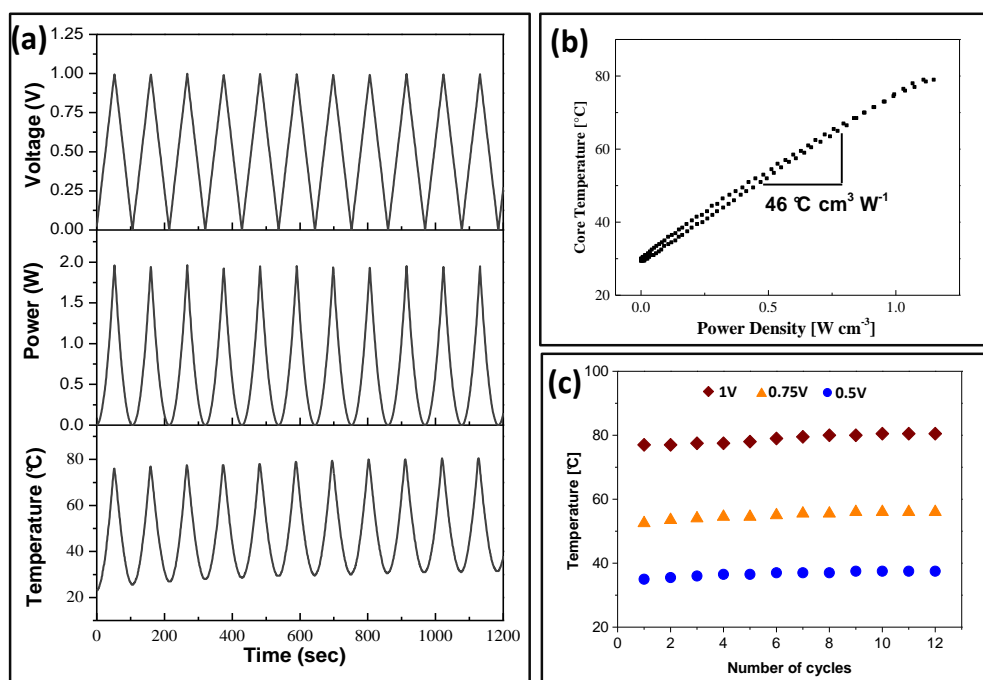 (a)
1.25
1.00
0.75
0.50
0.25
0.00
Voltage (V)
2.0
1.5
1.0
0.5
0.0
Power (W)
80
60
40
20
Temperature (℃)
0 200 400 600 800 1000 1200
Time (sec)
(b)
80
60
40
20
Core Temperature [°C]
46 ℃ cm³ W⁻¹
0.0 0.5 1.0
Power Density [W cm⁻³]
(c)
100
80
60
40
20
Temperature [℃]
1V 0.75V 0.5V
0 2 4 6 8 10 12
Number of cycles